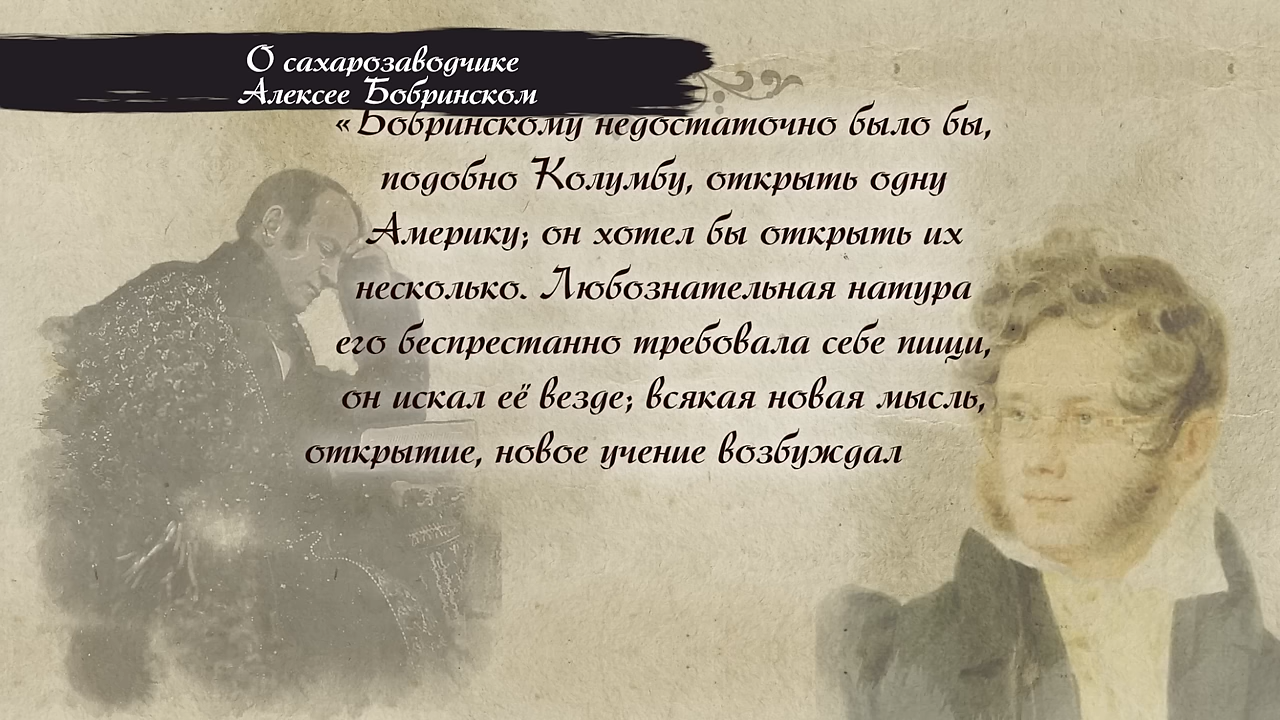 О сахарозаводчике
Алексее Бобринском
«Бобринскому недостаточно было бы,
подобно Колумбу, открыть одну
Америку; он хотел бы открыть их
несколько. Любознательная натура
его беспрестанно требовала себе пищи,
он искал её везде; всякая новая мысль,
открытие, новое учение возбуждал